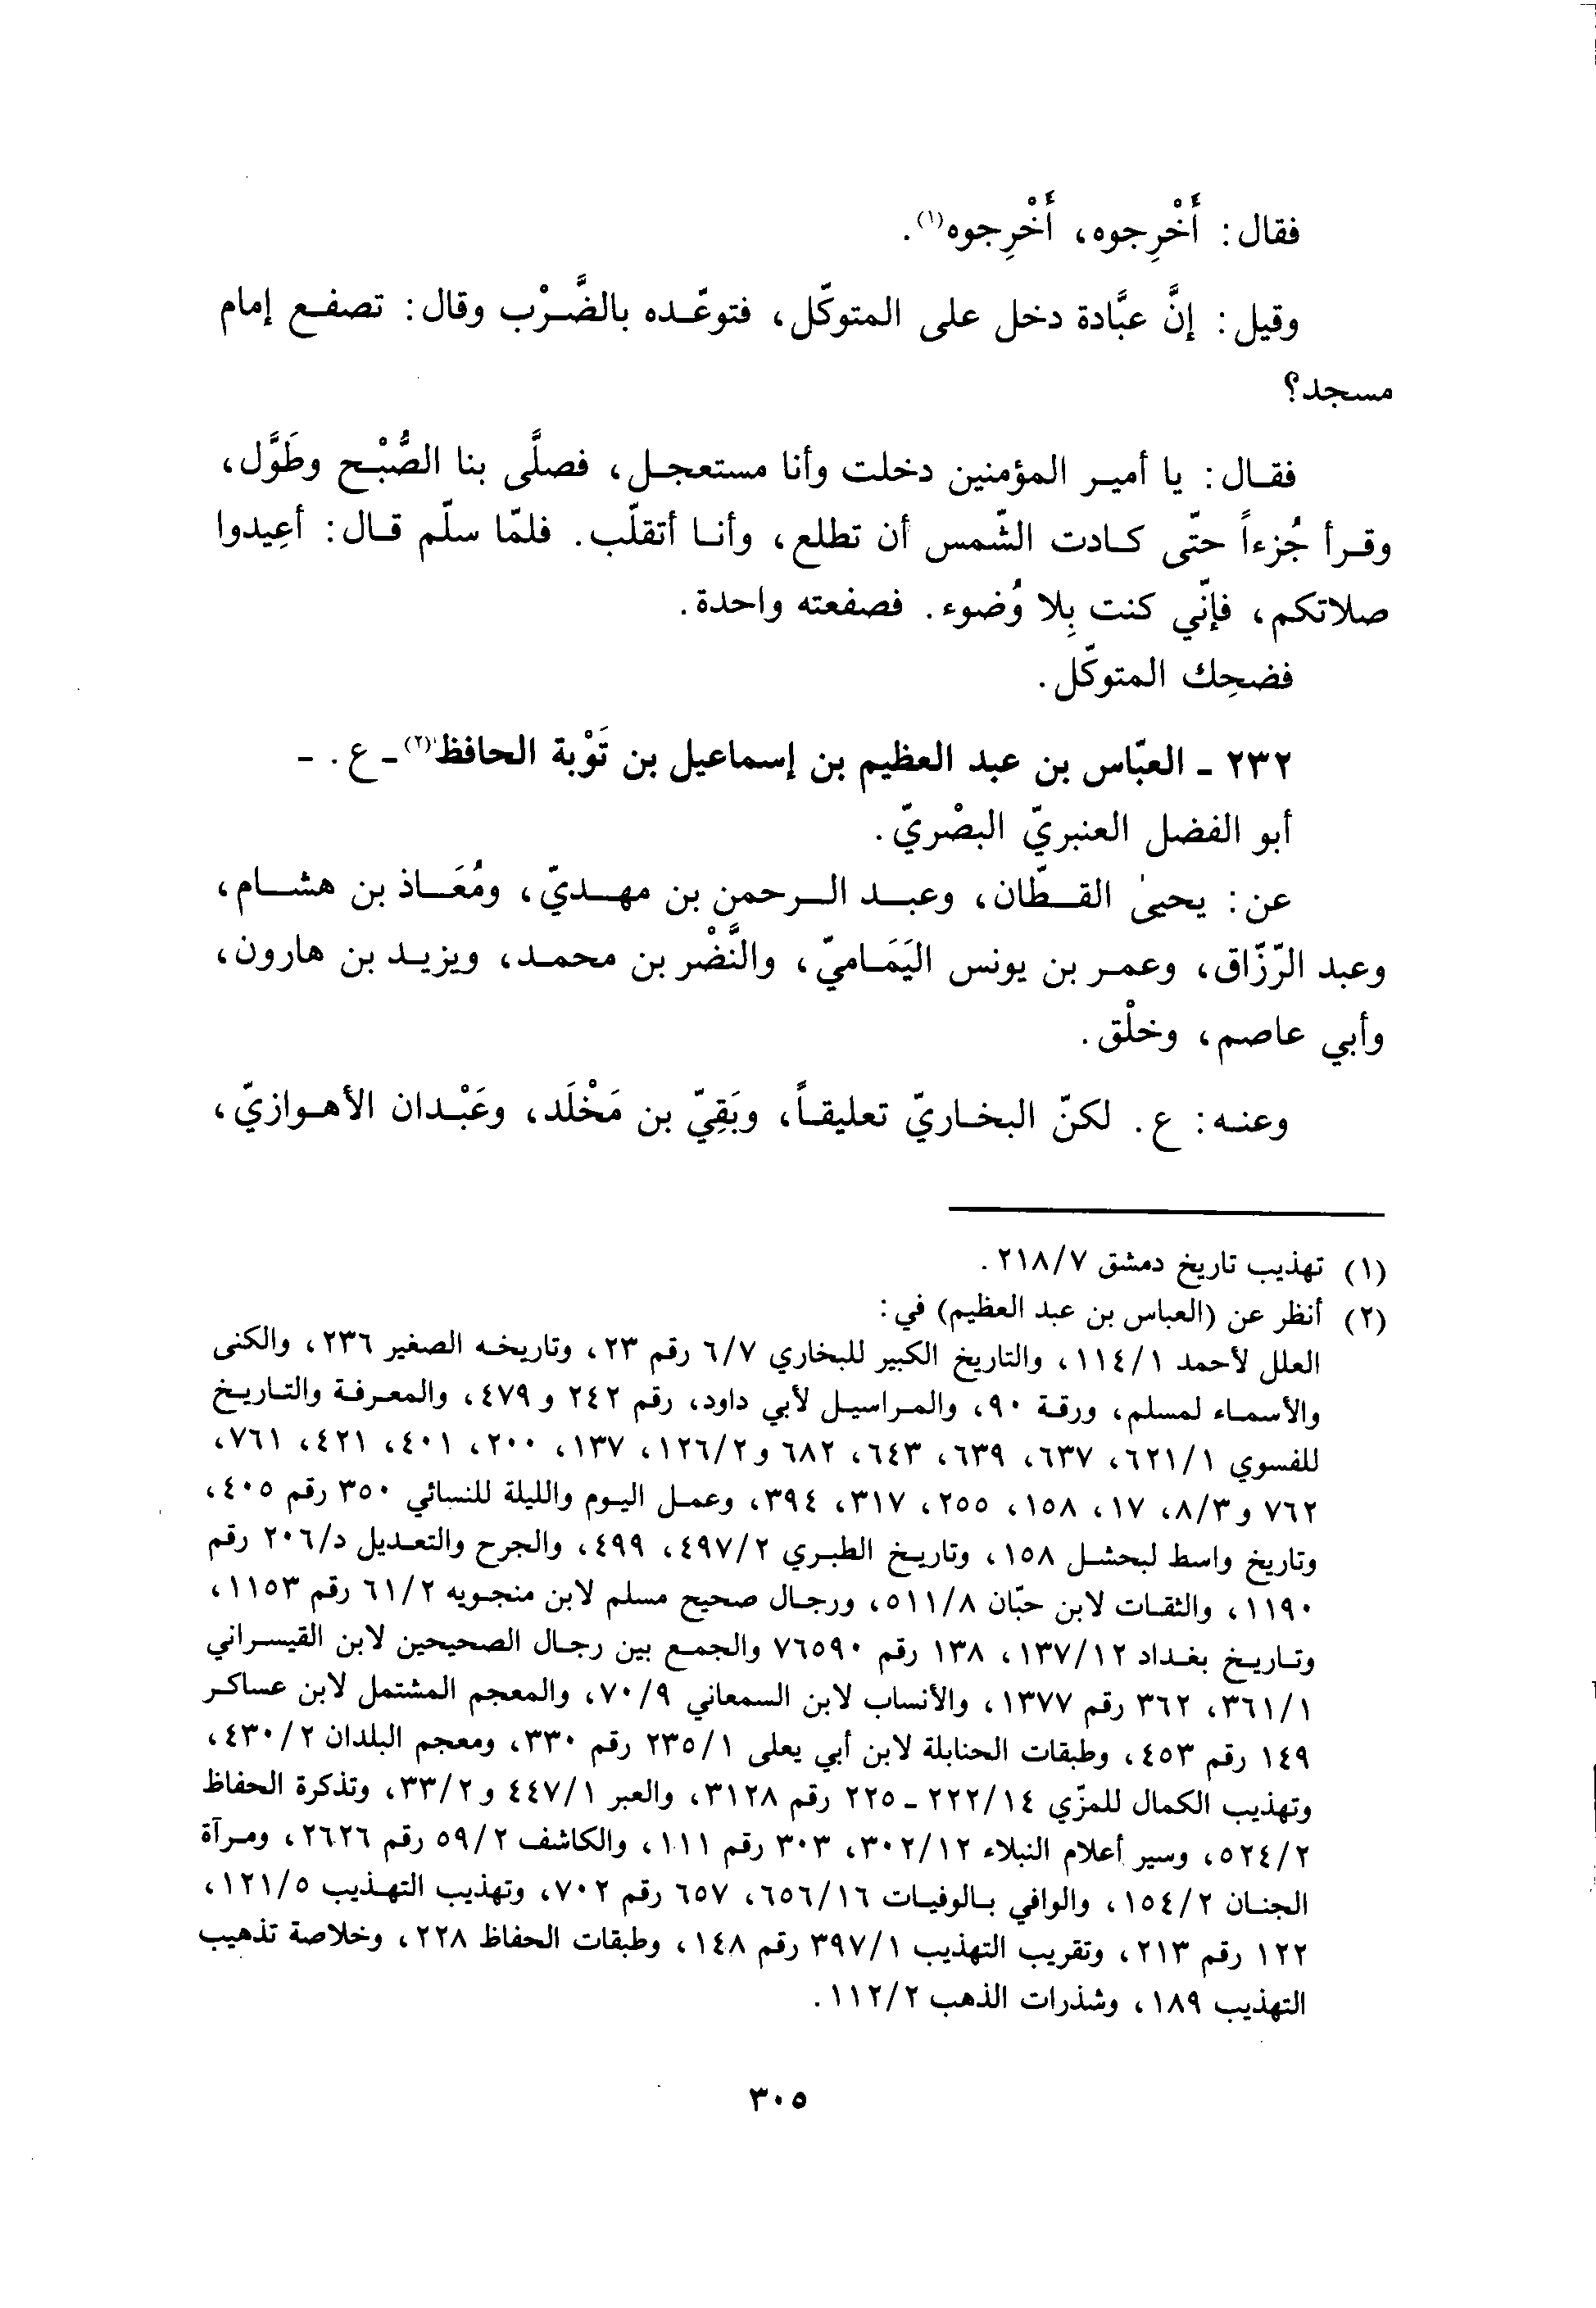 فقال: أَخْرِجوه، أَخْرِجوه(١).
وقيل: إنَّ عبَّادة دخل على المتوكّل، فتوعّده بالضَّرْب وقال: تصفع إمام
مسجد؟
فقال: يا أمير المؤمنين دخلت وأنا مستعجل، فصلَّى بنا الصُّبْح وطَوَّل،
وقرأ جُزءاً حتّى كادت الشّمس أن تطلع، وأنا أتقلّب. فلمّا سلّم قال: أعِيدوا
صلاتكم، فإنّي كنت بِلا وُضوء. فصفعته واحدة.
فضحِك المتوكّل.
٢٣٢ - العبّاس بن عبد العظيم بن إسماعيل بن تَوْبة الحافظ(٢) - ع. -
أبو الفضل العنبريّ البصْريّ.
عن: يحيىٰ القطّان، وعبد الرحمن بن مهديّ، ومُعَاذ بن هشام،
وعبد الرّزّاق، وعمر بن يونس اليَمَاميّ، والنَّضْر بن محمد، ويزيد بن هارون،
وأبي عاصم، وخلْق.
وعنه: ع. لكنّ البخاريّ تعليقاً، وبَقِيّ بن مَخْلَد، وعَبْدان الأهوازيّ،
(١) تهذيب تاريخ دمشق ٢١٨/٧.
(٢) أنظر عن (العباس بن عبد العظيم) في:
العلل لأحمد ١١٤/١، والتاريخ الكبير للبخاري ٦/٧ رقم ٢٣، وتاريخه الصغير ٢٣٦، والكنى
والأسماء لمسلم، ورقة ٩٠، والمراسيل لأبي داود، رقم ٢٤٢ و ٤٧٩، والمعرفة والتاريخ
للفسوي ٦٢١/١، ٦٣٧، ٦٣٩، ٦٤٣، ٦٨٢ و١٢٦/٢، ١٣٧، ٢٠٠، ٤٠١، ٤٢١، ٧٦١،
٧٦٢ و ٨/٣، ١٧، ١٥٨، ٢٥٥، ٣١٧، ٣٩٤، وعمل اليوم والليلة للنسائي ٣٥٠ رقم ٤٠٥،
وتاريخ واسط لبحشل ١٥٨، وتاريخ الطبري ٤٩٧/٢، ٤٩٩، والجرح والتعديل د/٢٠٦ رقم
١١٩٠، والثقات لابن حبّان ٥١١/٨، ورجال صحيح مسلم لابن منجويه ٦١/٢ رقم ١١٥٣،
وتاريخ بغداد ١٣٧/١٢، ١٣٨ رقم ٧٦٥٩٠ والجمع بين رجال الصحيحين لابن القيسراني
٣٦١/١، ٣٦٢ رقم ١٣٧٧، والأنساب لابن السمعاني ٧٠/٩، والمعجم المشتمل لابن عساكر
١٤٩ رقم ٤٥٣، وطبقات الحنابلة لابن أبي يعلى ٢٣٥/١ رقم ٣٣٠، ومعجم البلدان ٤٣٠/٢،
وتهذيب الكمال للمزّي ٢٢٢/١٤ - ٢٢٥ رقم ٣١٢٨، والعبر ٤٤٧/١ و ٣٣/٢، وتذكرة الحفاظ
٥٢٤/٢، وسير أعلام النبلاء ٣٠٢/١٢، ٣٠٣ رقم ١١١، والكاشف ٥٩/٢ رقم ٢٦٢٦، ومرآة
الجنان ١٥٤/٢، والوافي بالوفيات ٦٥٦/١٦، ٦٥٧ رقم ٧٠٢، وتهذيب التهذيب ١٢١/٥،
١٢٢ رقم ٢١٣، وتقريب التهذيب ٣٩٧/١ رقم ١٤٨، وطبقات الحفاظ ٢٢٨، وخلاصة تذهيب
التهذيب ١٨٩، وشذرات الذهب ١١٢/٢.
٣٠٥